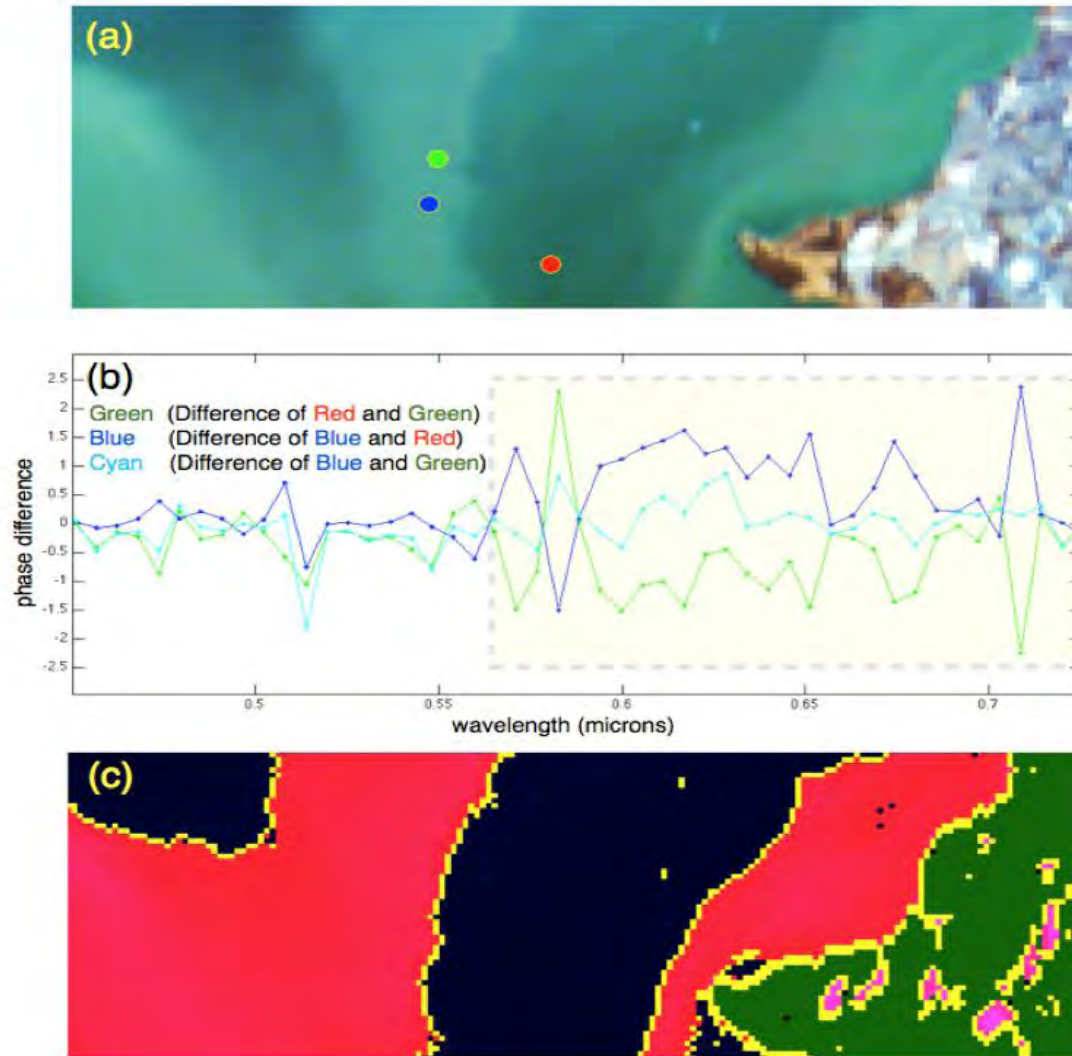 (a)
(b)
Green (Difference of Red and Green)
Blue (Difference of Blue and Red)
Cyan (Difference of Blue and Green)
phase difference
2.5
2
1.5
1
0.5
0
-0.5
-1
-1.5
-2
-2.5
0.5
0.55
0.6
0.65
0.7
wavelength (microns)
(c)